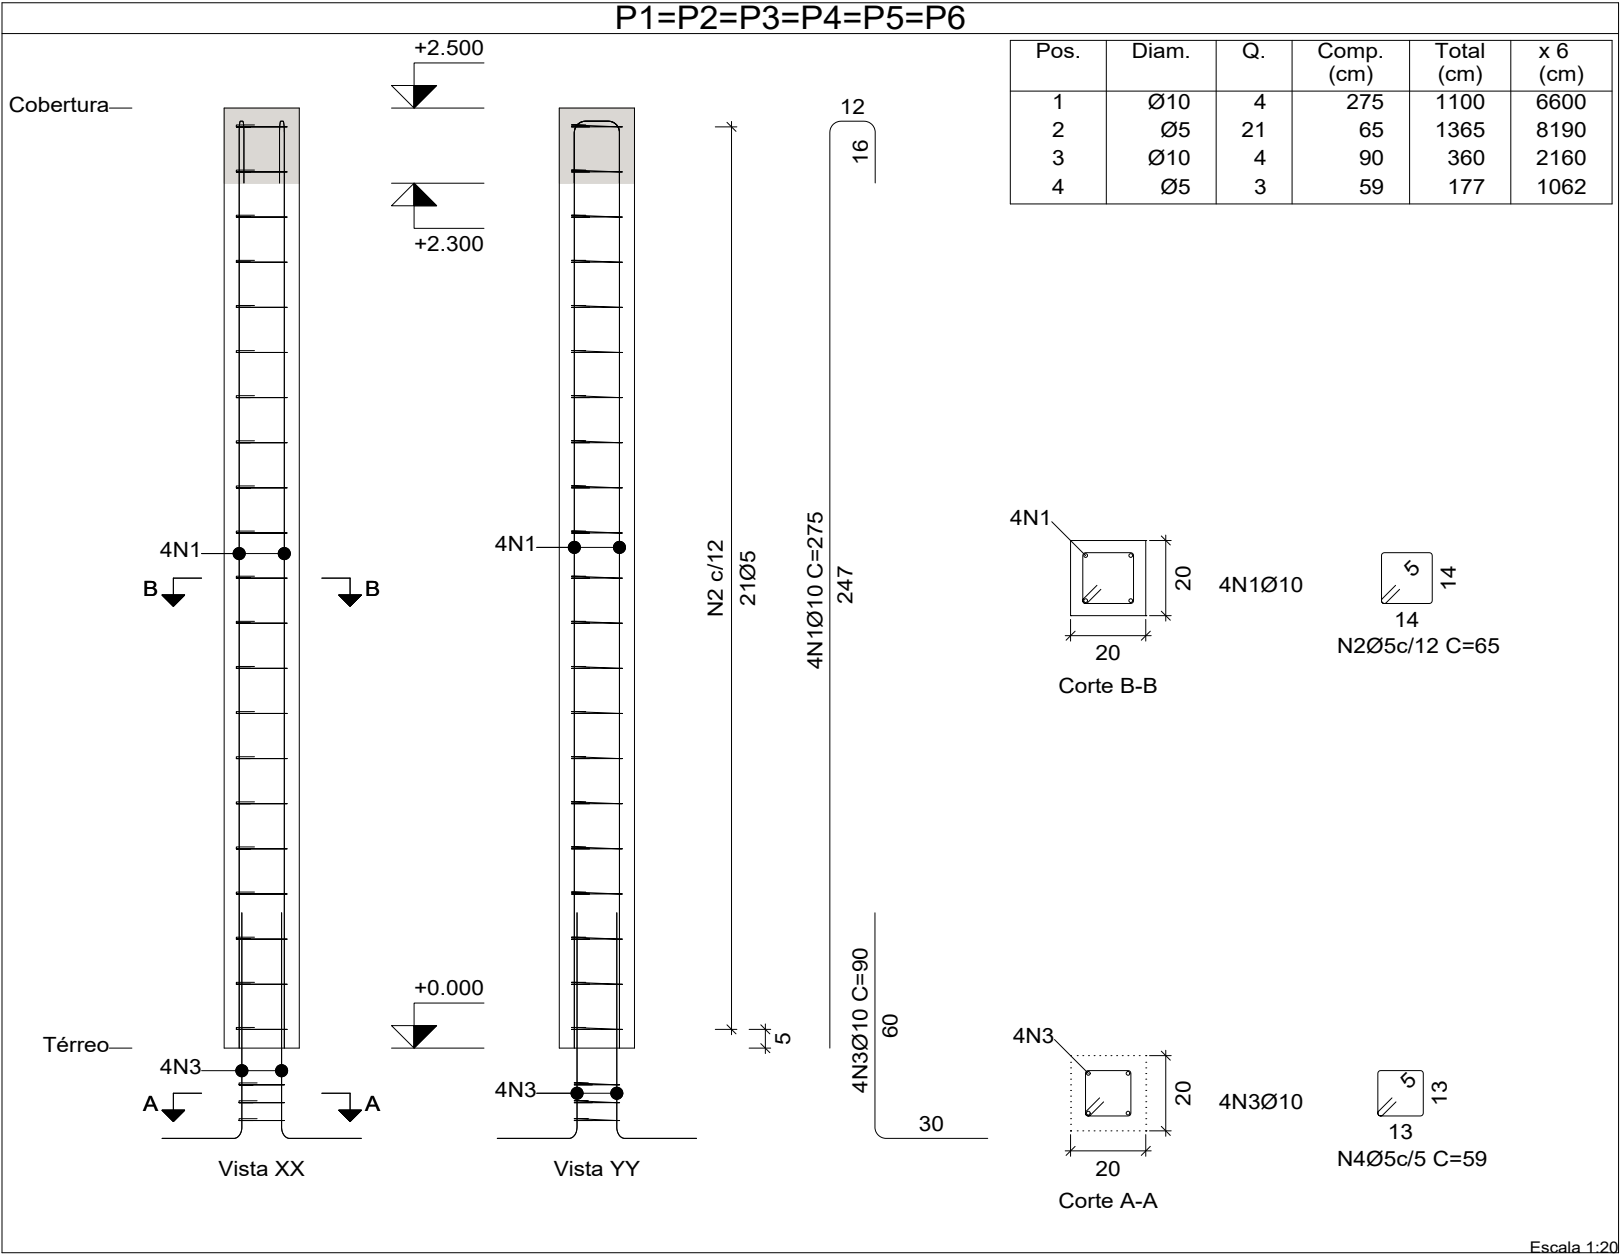 P1=P2=P3=P4=P5=P6
Pos. Diam. Q. Comp. (cm) Total (cm) x 6 (cm)
1 Ø10 4 275 1100 6600
2 Ø5 21 65 1365 8190
3 Ø10 4 90 360 2160
4 Ø5 3 59 177 1062
+2.500
Cobertura
+2.300
12
16
4N1
4N1
B B
N2 c/12
21Ø5
4N1Ø10 C=275
247
4N1
20
20
4N1Ø10
Corte B-B
5
14
14
N2Ø5c/12 C=65
+0.000
Térreo
5
4N3
4N3
A A
Vista XX
Vista YY
4N3Ø10 C=90
60
30
4N3
20
20
4N3Ø10
Corte A-A
5
13
13
N4Ø5c/5 C=59
Escala 1:20